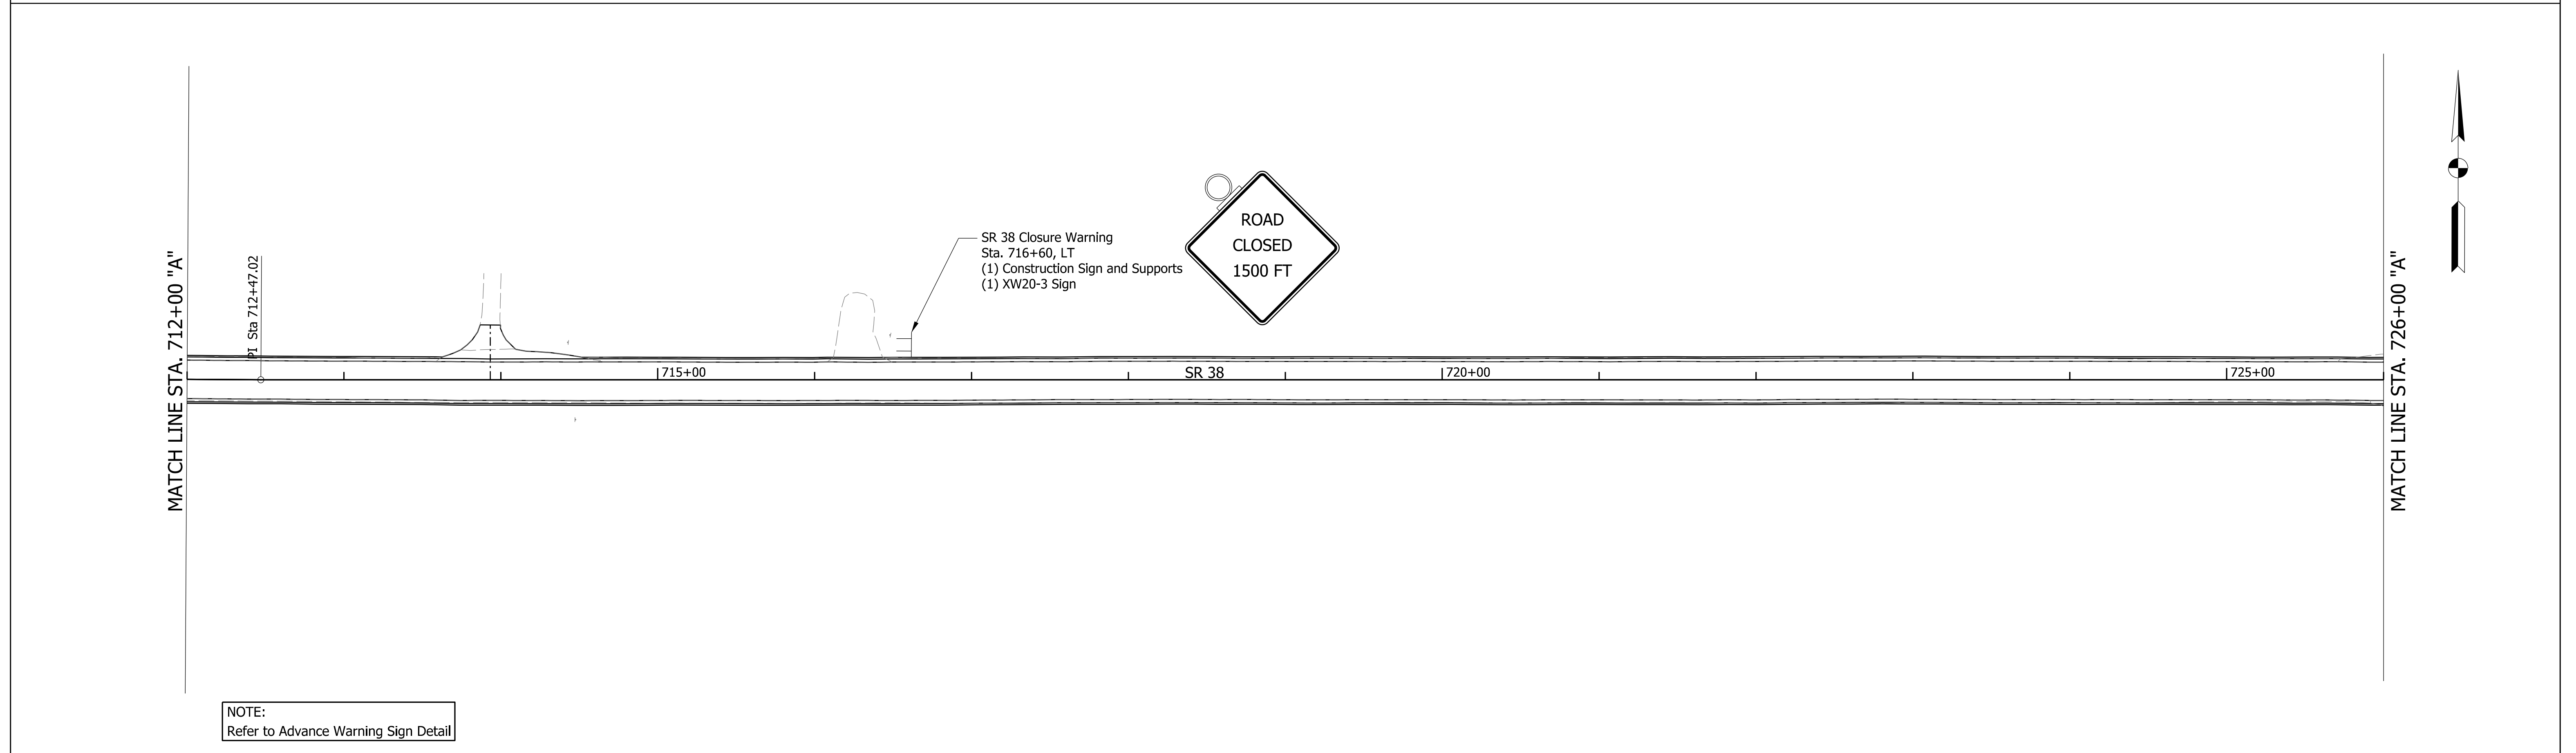 MATCH LINE STA. 712+00 "A"
PI Sta 712+47.02
SR 38 Closure Warning
Sta. 716+60, LT
(1) Construction Sign and Supports
(1) XW20-3 Sign
ROAD
CLOSED
1500 FT
715+00
SR 38
720+00
725+00
MATCH LINE STA. 726+00 "A"
NOTE:
Refer to Advance Warning Sign Detail